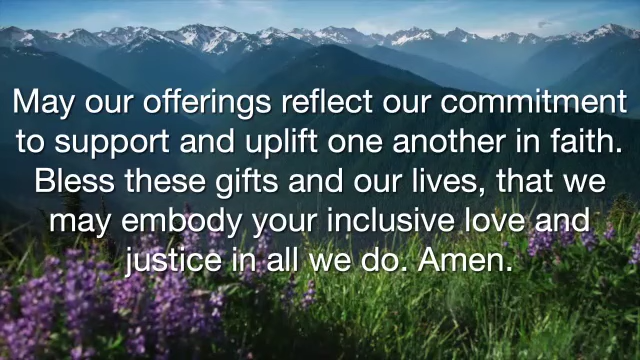 May our offerings reflect our commitment
to support and uplift one another in faith.
Bless these gifts and our lives, that we
may embody your inclusive love and
justice in all we do. Amen.